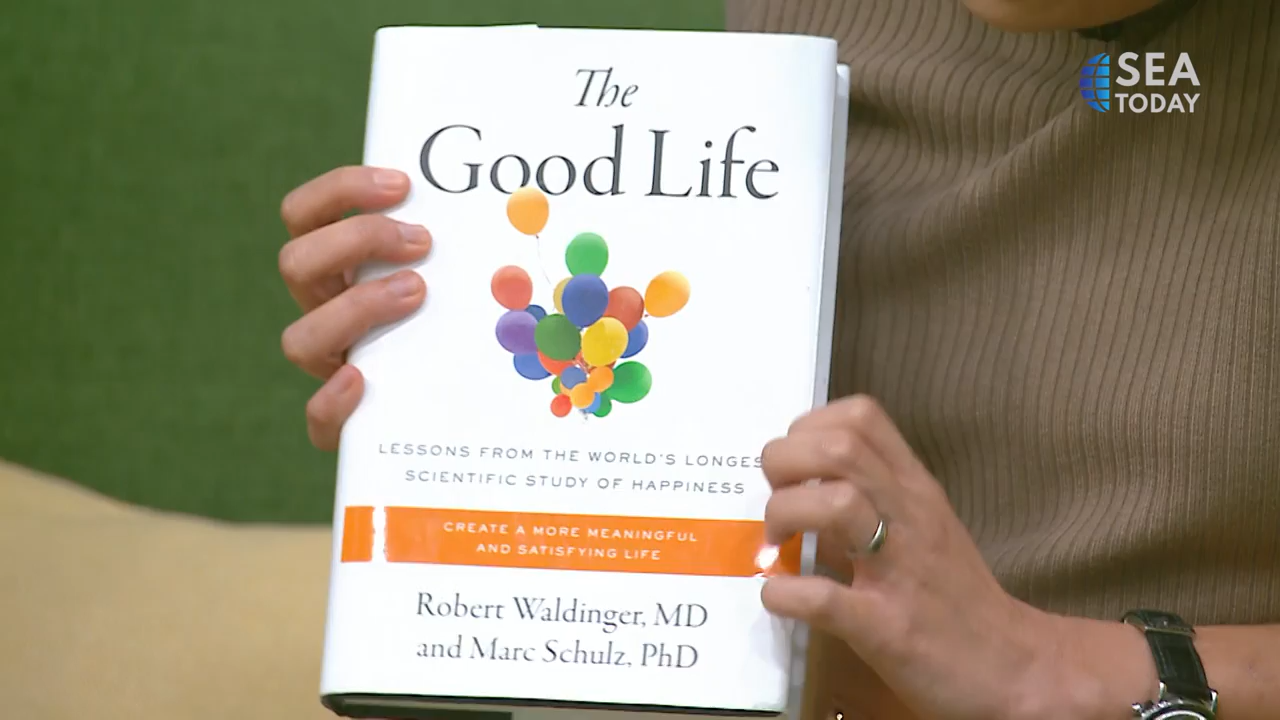 SEA
TODAY
The
Good Life
LESSONS FROM THE WORLD'S LONGES
SCIENTIFIC STUDY OF HAPPINESS
CREATE A MORE MEANINGFUL
AND SATISFYING LIFE
Robert Waldinger, MD
and Marc Schulz, PhD